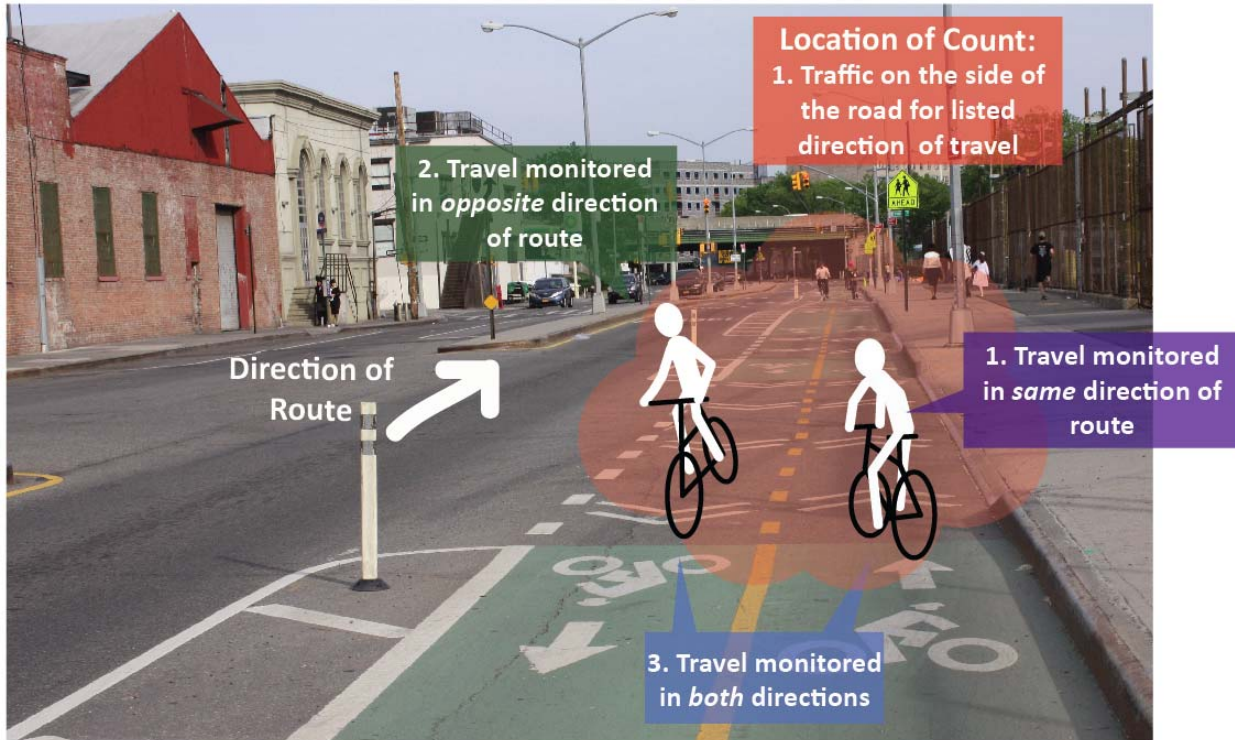 Location of Count:
1. Traffic on the side of
the road for listed
direction of travel
2. Travel monitored
in opposite direction
of route
AHEAD
Direction of
Route
1. Travel monitored
in same direction of
route
3. Travel monitored
in both directions